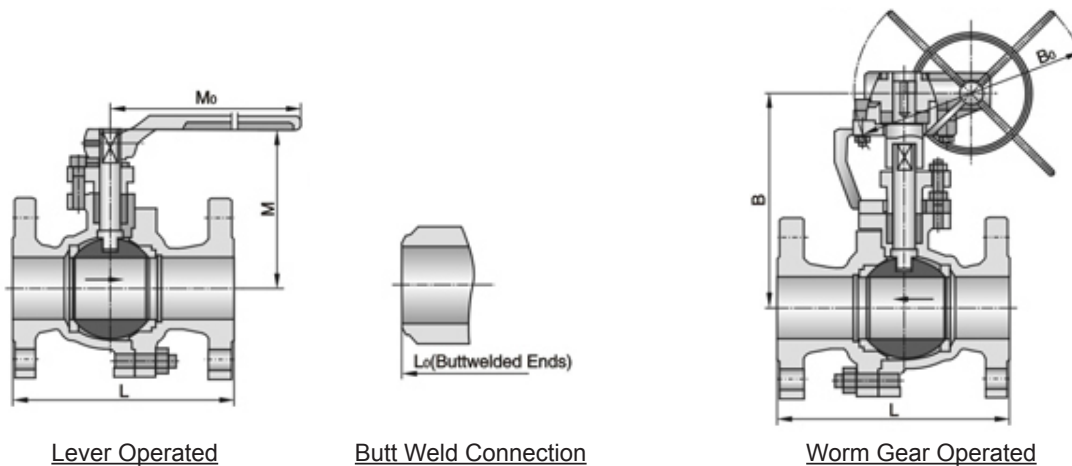 M0
M
L
L0(Buttwelded Ends)
B0
B
L
Lever Operated
Butt Weld Connection
Worm Gear Operated